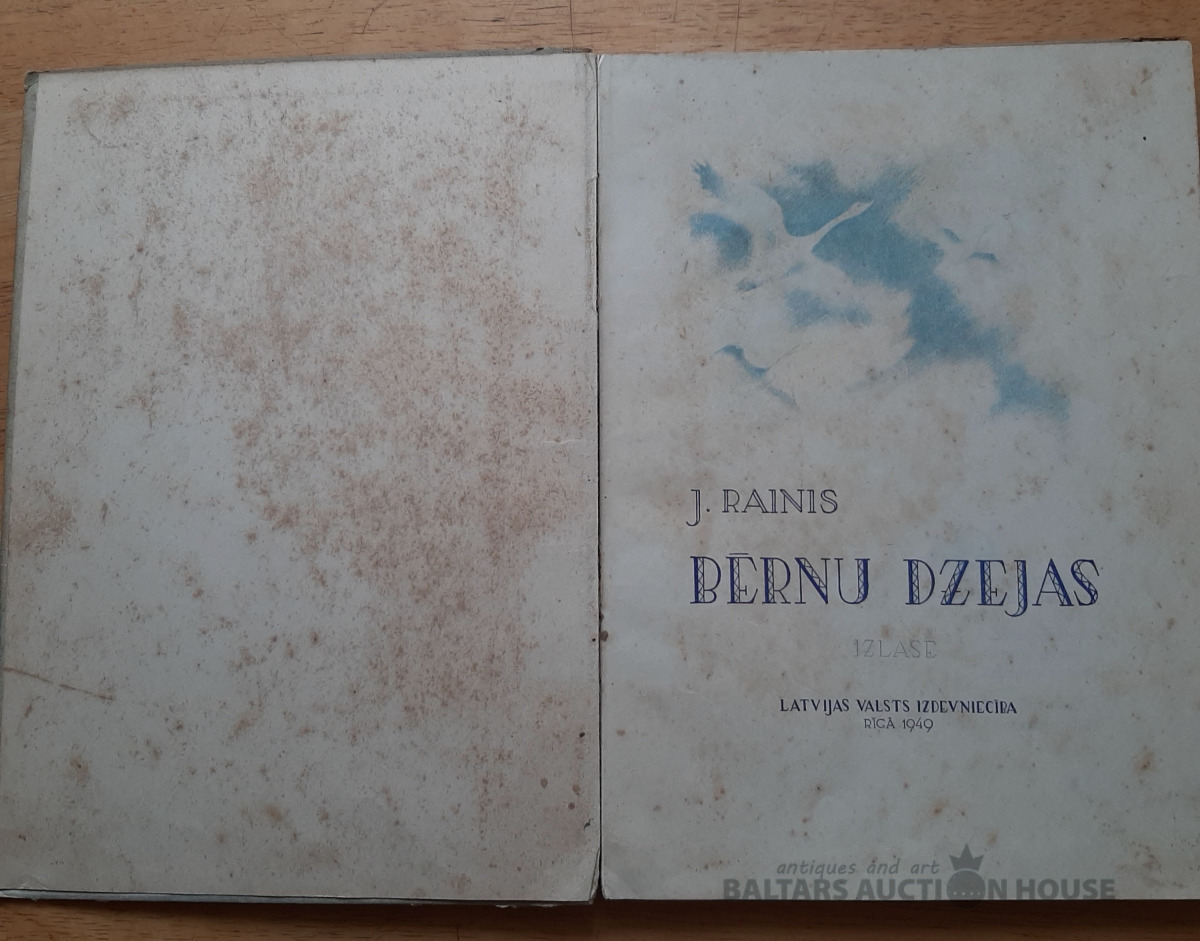 J. RAINIS
BĒRNU DZEJAS
IZLASE
LATVIJAS VALSTS IZDEVNIECĪBA
RĪGĀ 1949
antiques and art
BALTARS AUCTION HOUSE